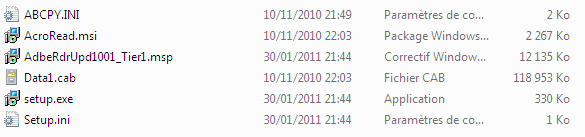 ABCPY.INI 10/11/2010 21:49 Paramètres de co... 2 Ko
AcroRead.msi 10/11/2010 22:03 Package Windows... 2 267 Ko
AdbeRdrUpd1001_Tier1.msp 30/01/2011 21:44 Correctif Window... 12 135 Ko
Data1.cab 10/11/2010 22:03 Fichier CAB 118 953 Ko
setup.exe 30/01/2011 21:44 Application 330 Ko
Setup.ini 30/01/2011 21:44 Paramètres de co... 1 Ko